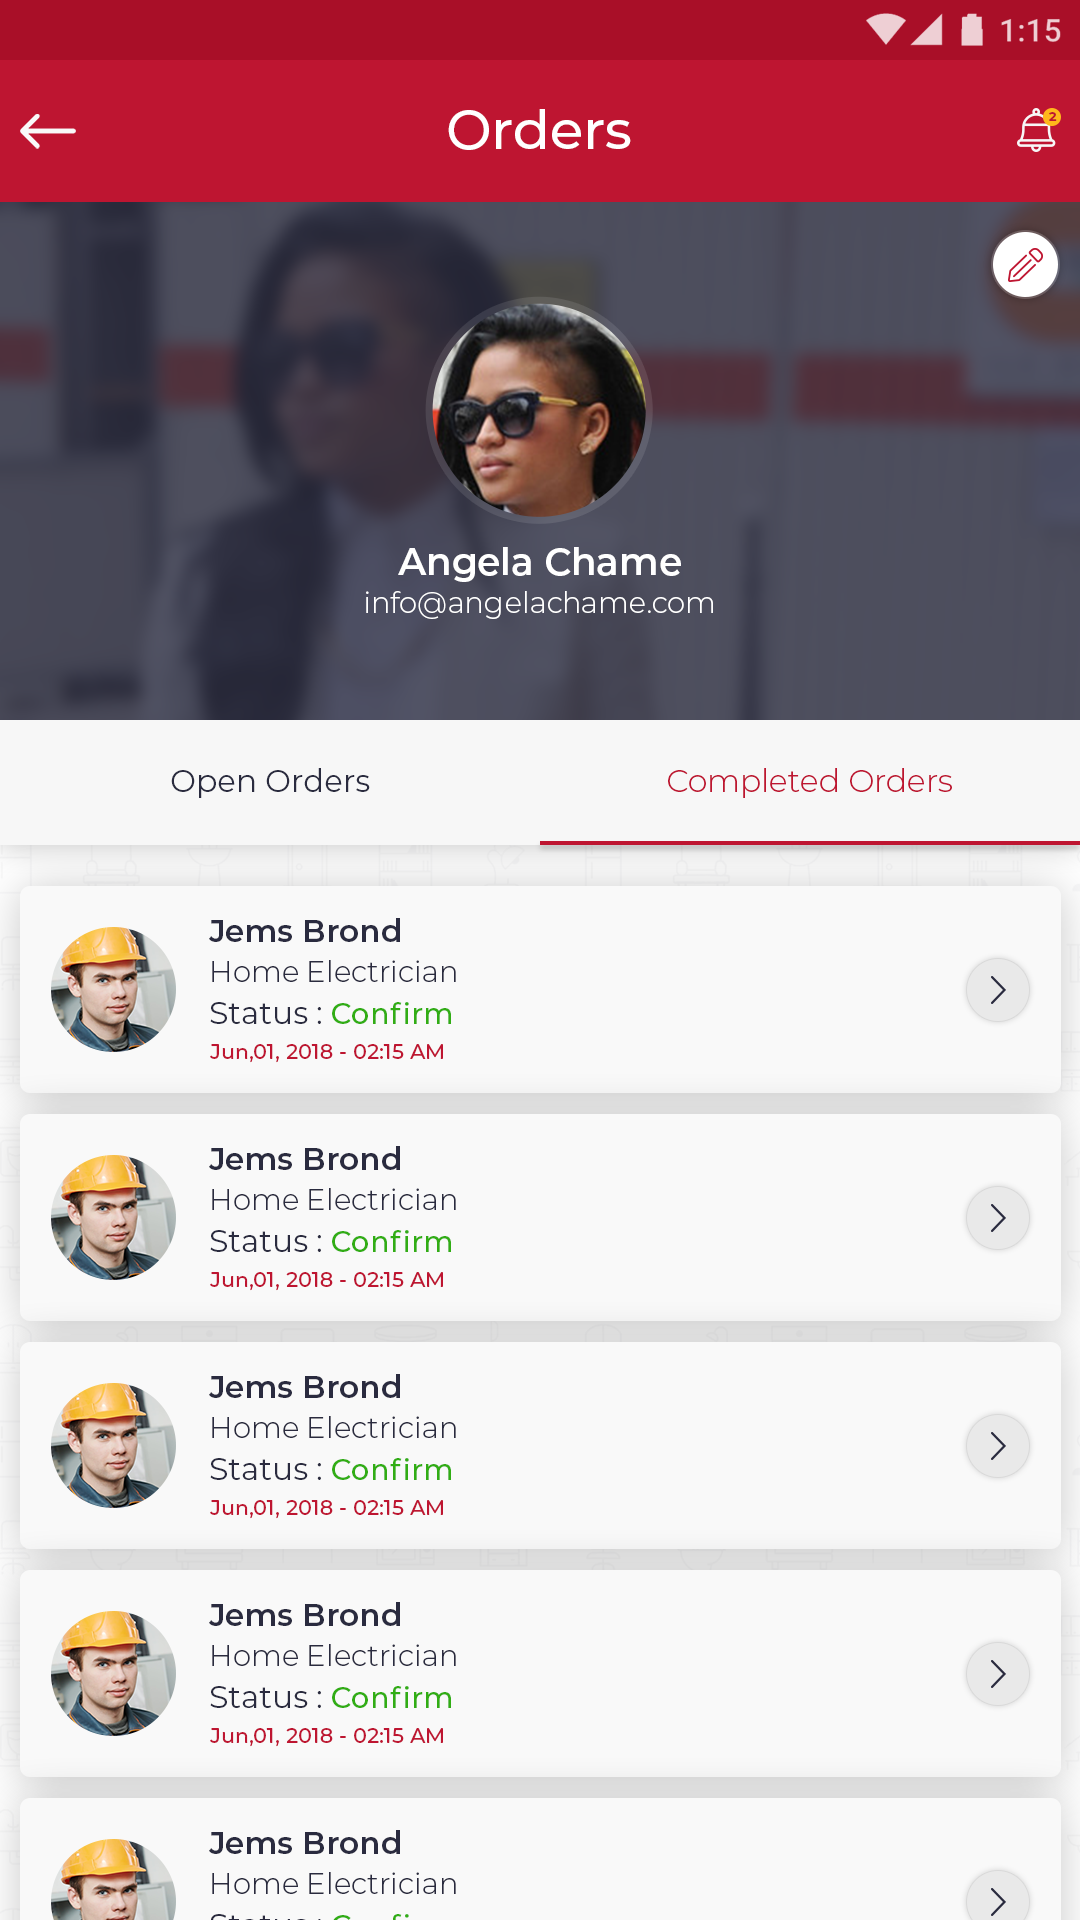 1:15
Orders
2
Angela Chame
info@angelachame.com
Open Orders
Completed Orders
Jems Brond
Home Electrician
Status : Confirm
Jun,01, 2018 - 02:15 AM
Jems Brond
Home Electrician
Status : Confirm
Jun,01, 2018 - 02:15 AM
Jems Brond
Home Electrician
Status : Confirm
Jun,01, 2018 - 02:15 AM
Jems Brond
Home Electrician
Status : Confirm
Jun,01, 2018 - 02:15 AM
Jems Brond
Home Electrician